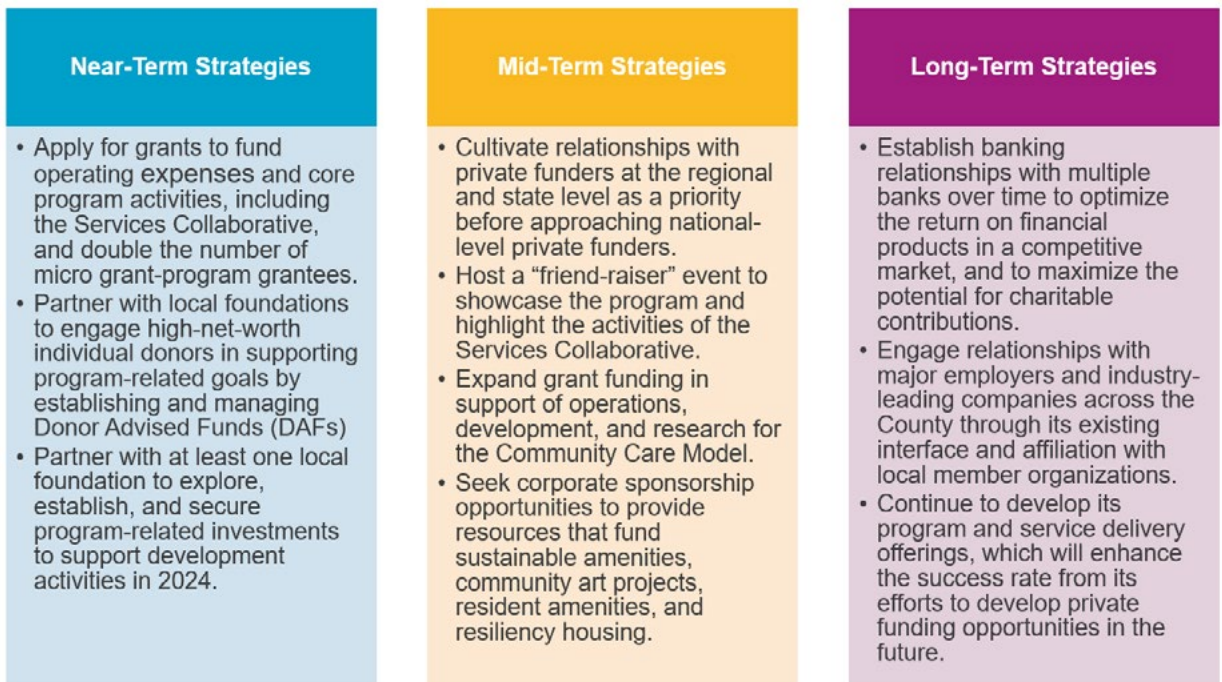 Near-Term Strategies
• Apply for grants to fund
operating expenses and core
program activities, including
the Services Collaborative,
and double the number of
micro grant-program grantees.
• Partner with local foundations
to engage high-net-worth
individual donors in supporting
program-related goals by
establishing and managing
Donor Advised Funds (DAFs)
• Partner with at least one local
foundation to explore,
establish, and secure
program-related investments
to support development
activities in 2024.
Mid-Term Strategies
• Cultivate relationships with
private funders at the regional
and state level as a priority
before approaching national-
level private funders.
• Host a “friend-raiser” event to
showcase the program and
highlight the activities of the
Services Collaborative.
• Expand grant funding in
support of operations,
development, and research for
the Community Care Model.
• Seek corporate sponsorship
opportunities to provide
resources that fund
sustainable amenities,
community art projects,
resident amenities, and
resiliency housing.
Long-Term Strategies
• Establish banking
relationships with multiple
banks over time to optimize
the return on financial
products in a competitive
market, and to maximize the
potential for charitable
contributions.
• Engage relationships with
major employers and industry-
leading companies across the
County through its existing
interface and affiliation with
local member organizations.
• Continue to develop its
program and service delivery
offerings, which will enhance
the success rate from its
efforts to develop private
funding opportunities in the
future.